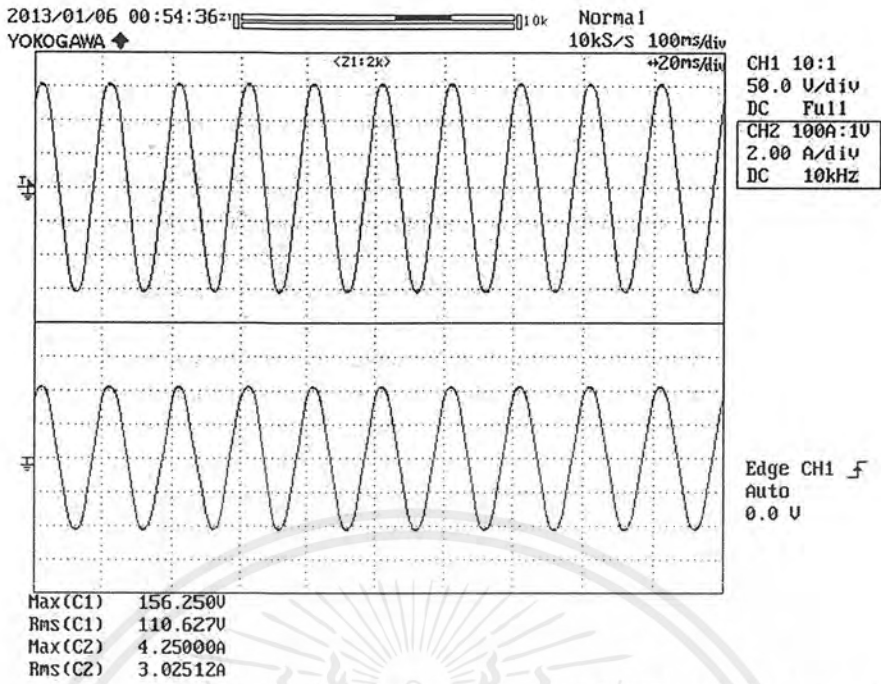 2013/01/06 00:54:36 Z1 10k Normal
YOKOGAWA 10kS/s 100ms/div
<Z1:2k> ↔20ms/div
CH1 10:1
50.0 V/div
DC Full
CH2 100A:1V
2.00 A/div
DC 10kHz
Edge CH1
Auto
0.0 V
Max(C1) 156.250V
Rms(C1) 110.627V
Max(C2) 4.25000A
Rms(C2) 3.02512A